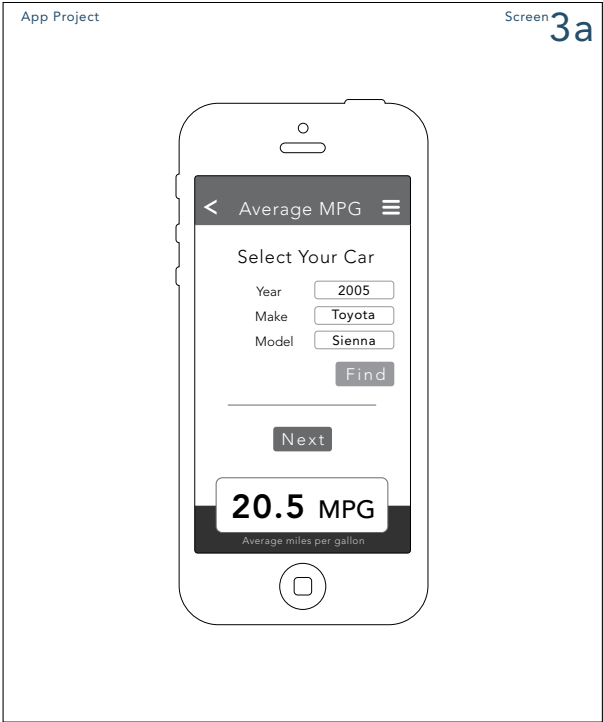 App Project
Screen 3a
< Average MPG
Select Your Car
Year 2005
Make Toyota
Model Sienna
Find
Next
20.5 MPG
Average miles per gallon